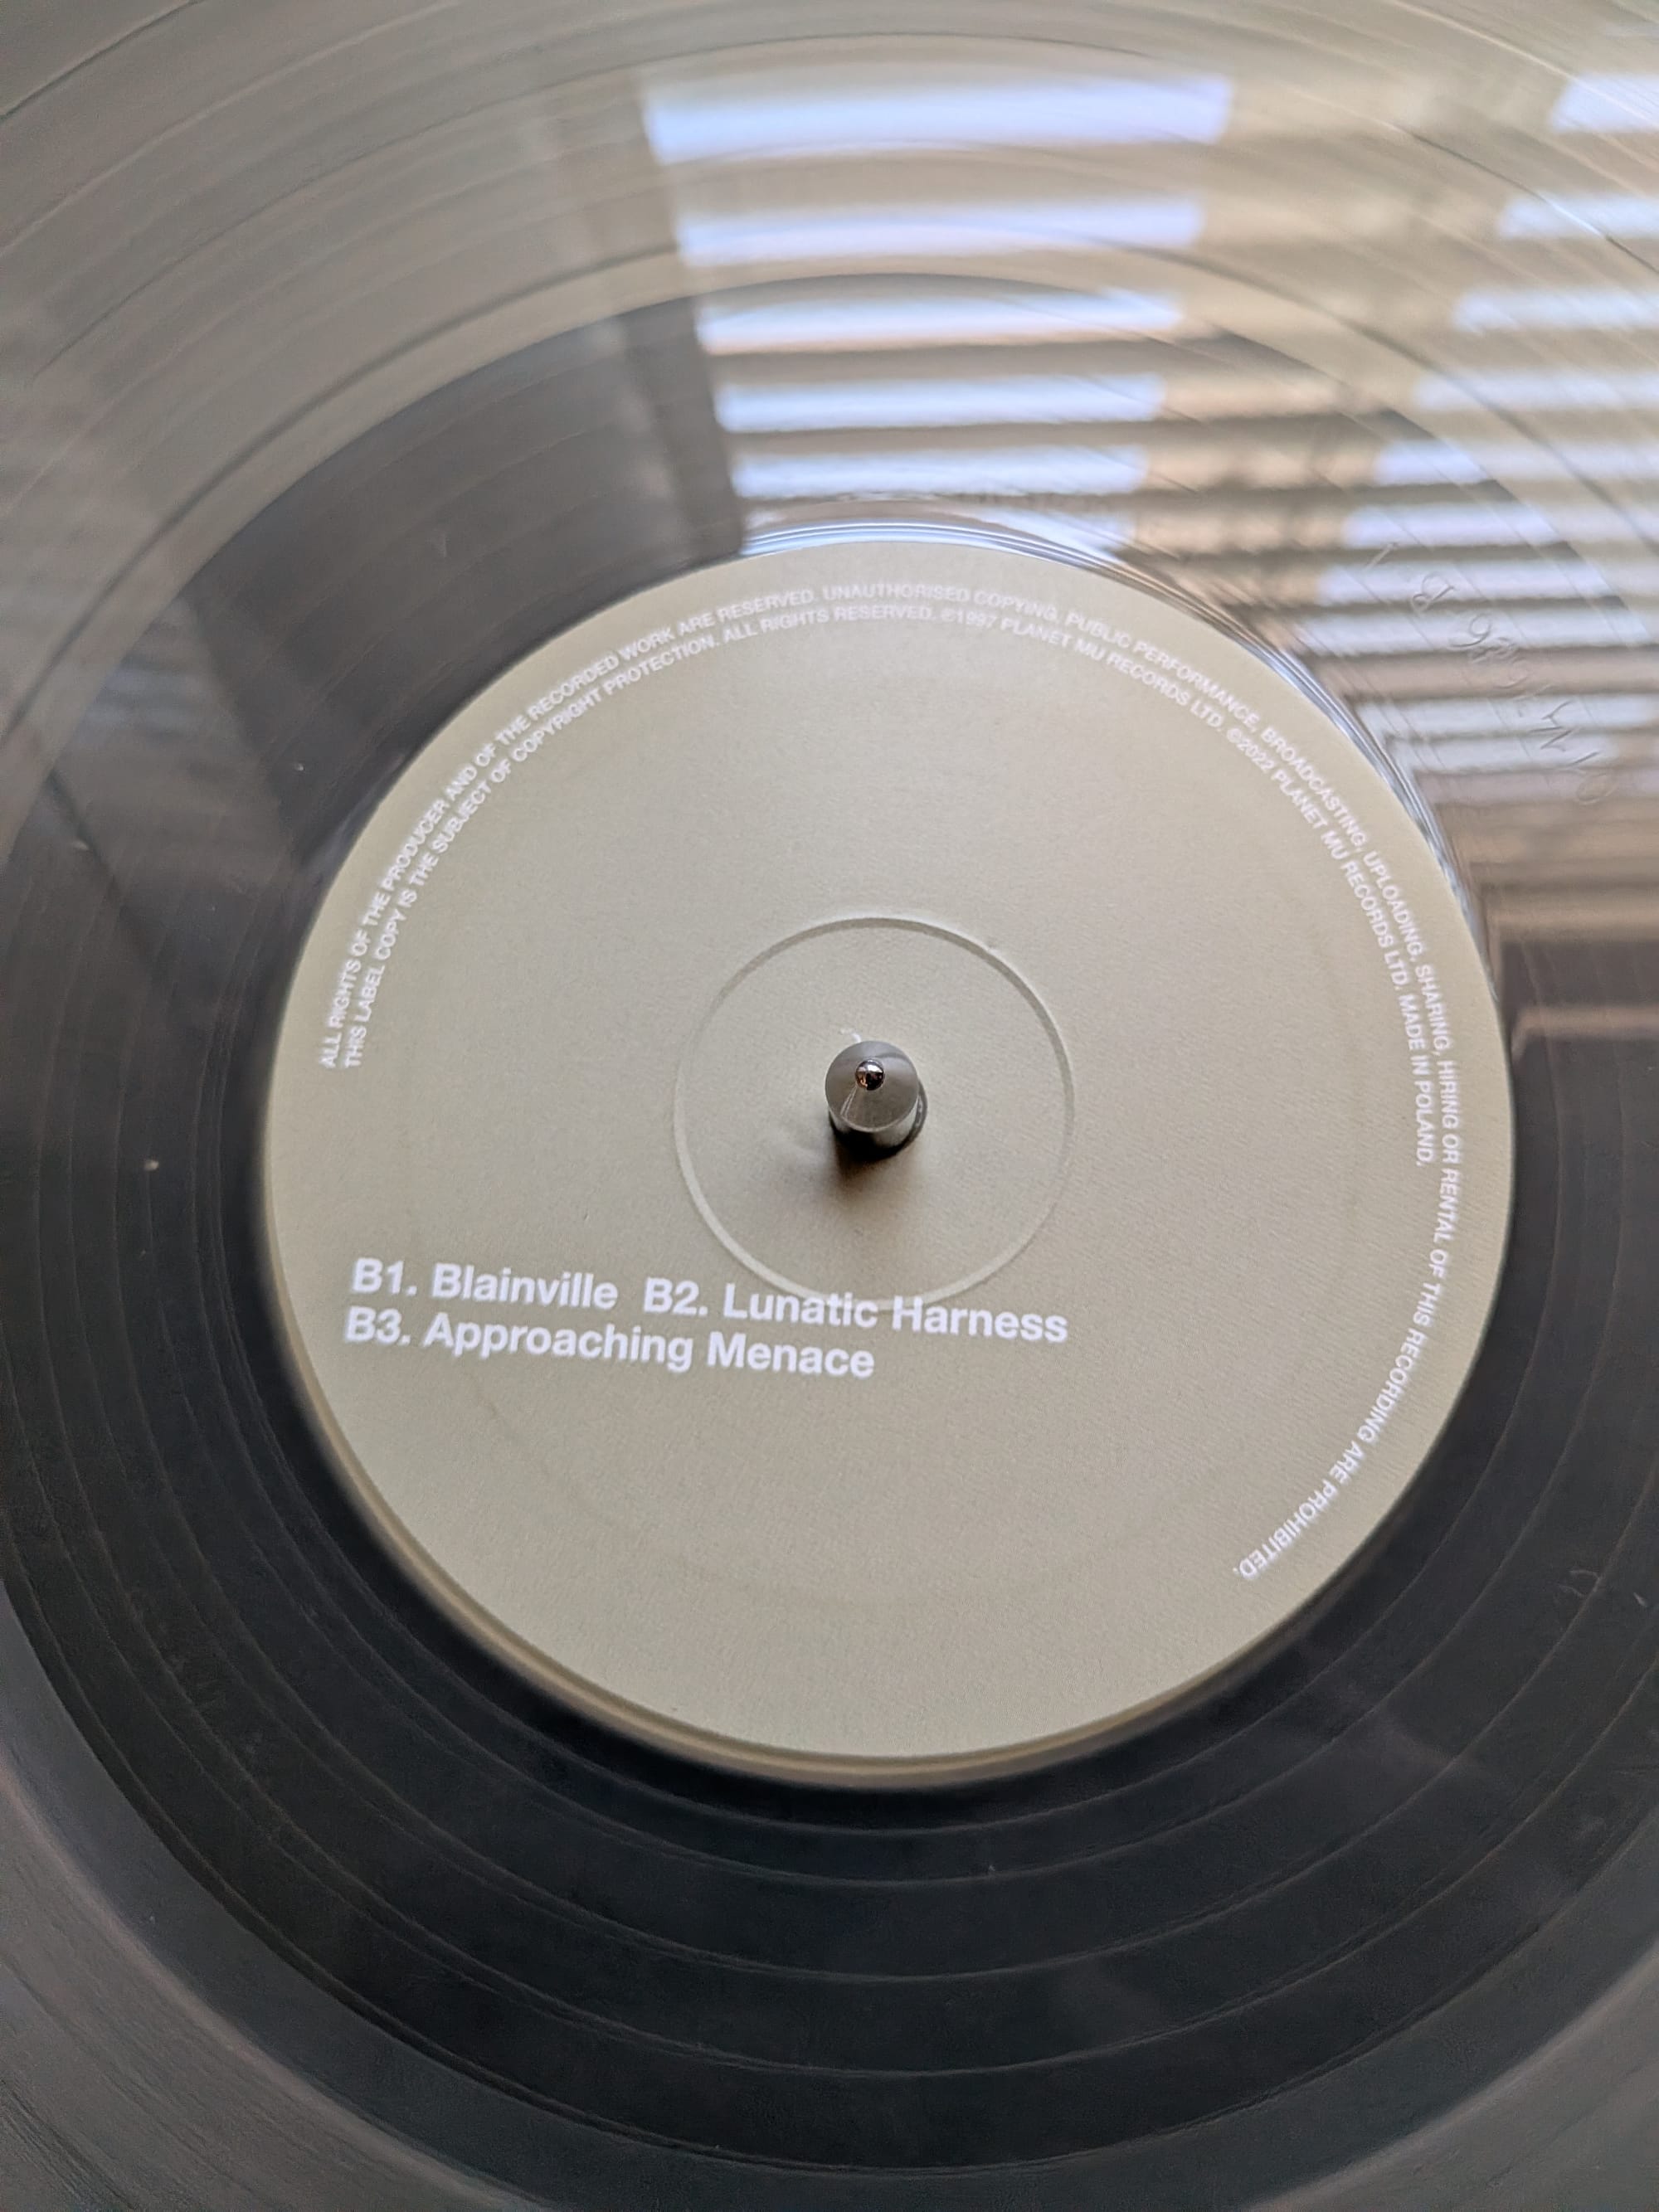 ALL RIGHTS OF THE PRODUCER AND OF THE RECORDED WORK ARE RESERVED. UNAUTHORISED COPYING, PUBLIC PERFORMANCE, BROADCASTING, UPLOADING, SHARING, HIRING OR RENTAL OF THIS RECORDING ARE PROHIBITED.
THIS LABEL COPY IS THE SUBJECT OF COPYRIGHT PROTECTION. ALL RIGHTS RESERVED. ©1997 PLANET MU RECORDS LTD. ©2022 PLANET MU RECORDS LTD. MADE IN POLAND.
B1. Blainville B2. Lunatic Harness
B3. Approaching Menace